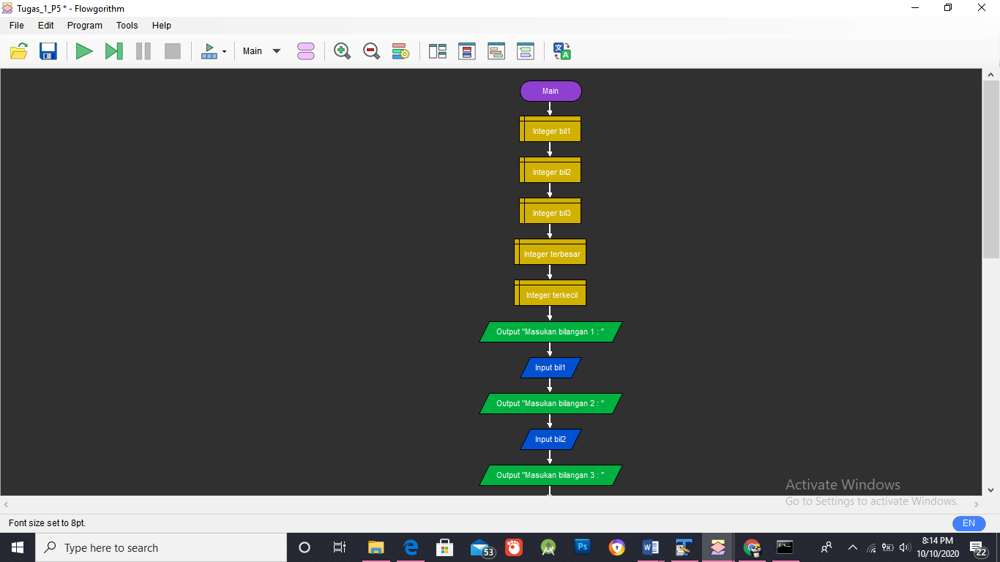 Tugas_1_P5 * - Flowgorithm
File Edit Program Tools Help
Main
Main
Integer bil1
Integer bil2
Integer bil3
Integer terbesar
Integer terkecil
Output "Masukan bilangan 1 : "
Input bil1
Output "Masukan bilangan 2 : "
Input bil2
Output "Masukan bilangan 3 : "
Activate Windows
Go to Settings to activate Windows.
Font size set to 8pt.
EN
Type here to search
53
Ps
8:14 PM
10/10/2020
22